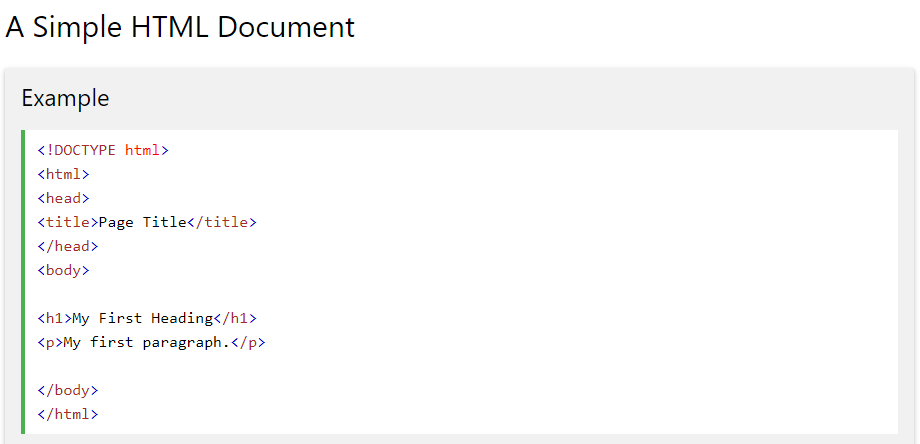 A Simple HTML Document
Example
<!DOCTYPE html>
<html>
<head>
<title>Page Title</title>
</head>
<body>
<h1>My First Heading</h1>
<p>My first paragraph.</p>
</body>
</html>